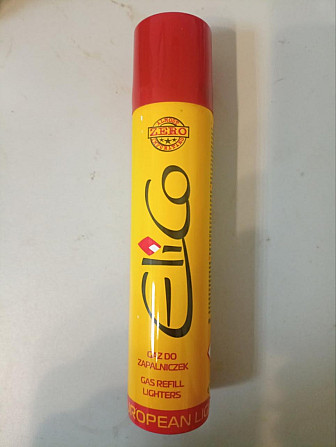 ZERO
EliCo
GAZ DO
ZAPALNICZEK
GAS REFILL
LIGHTERS